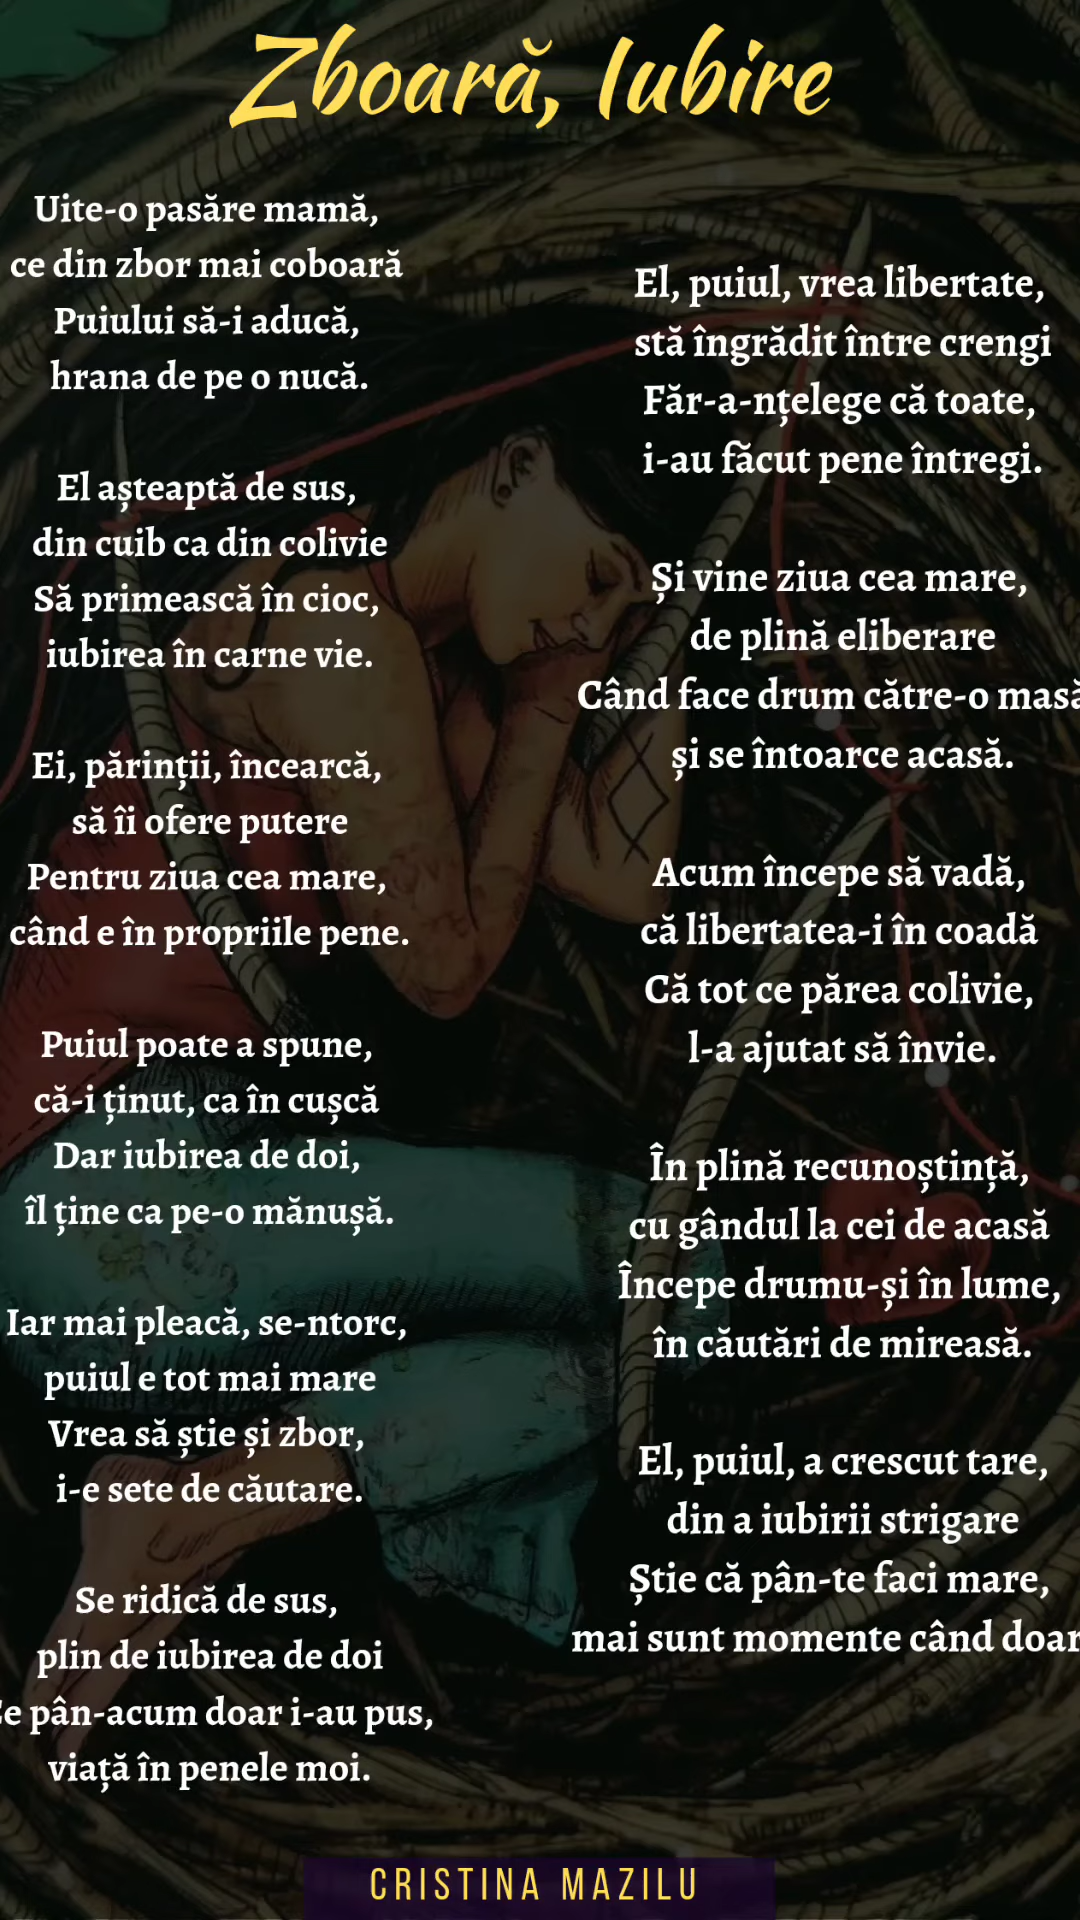 Zboară, Iubire
Uite-o pasăre mamă,
ce din zbor mai coboară
Puiului să-i aducă,
hrana de pe o nucă.
El așteaptă de sus,
din cuib ca din colivie
Să primească în cioc,
iubirea în carne vie.
Ei, părinții, încearcă,
să îi ofere putere
Pentru ziua cea mare,
când e în propriile pene.
Puiul poate a spune,
că-i ținut, ca în cușcă
Dar iubirea de doi,
îl ține ca pe-o mănușă.
Iar mai pleacă, se-ntorc,
puiul e tot mai mare
Vrea să știe și zbor,
i-e sete de căutare.
Se ridică de sus,
plin de iubirea de doi
Ce pân-acum doar i-au pus,
viață în penele moi.
El, puiul, vrea libertate,
stă îngrădit între crengi
Făr-a-nțelege că toate,
i-au făcut pene întregi.
Și vine ziua cea mare,
de plină eliberare
Când face drum către-o masă
și se întoarce acasă.
Acum începe să vadă,
că libertatea-i în coadă
Că tot ce părea colivie,
l-a ajutat să învie.
În plină recunoștință,
cu gândul la cei de acasă
Începe drumu-și în lume,
în căutări de mireasă.
El, puiul, a crescut tare,
din a iubirii strigare
Știe că pân-te faci mare,
mai sunt momente când doar
CRISTINA MAZILU